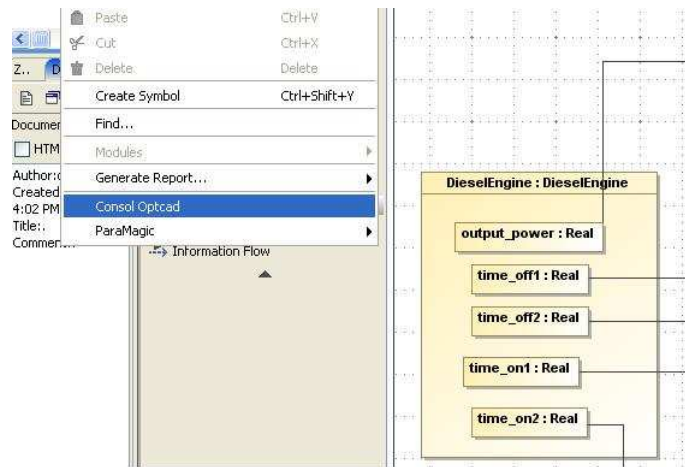 Paste Ctrl+V
Cut Ctrl+X
Delete Delete
Create Symbol Ctrl+Shift+Y
Find...
Modules
Generate Report...
Consol Optcad
ParaMagic
Z.. D
Documen
HTM
Author:
Created
4:02 PM
Title:.
Commen
Information Flow
DieselEngine : DieselEngine
output_power : Real
time_off1 : Real
time_off2 : Real
time_on1 : Real
time_on2 : Real